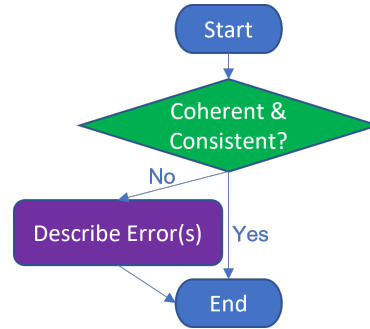 Start
Coherent &
Consistent?
No
Describe Error(s)
Yes
End